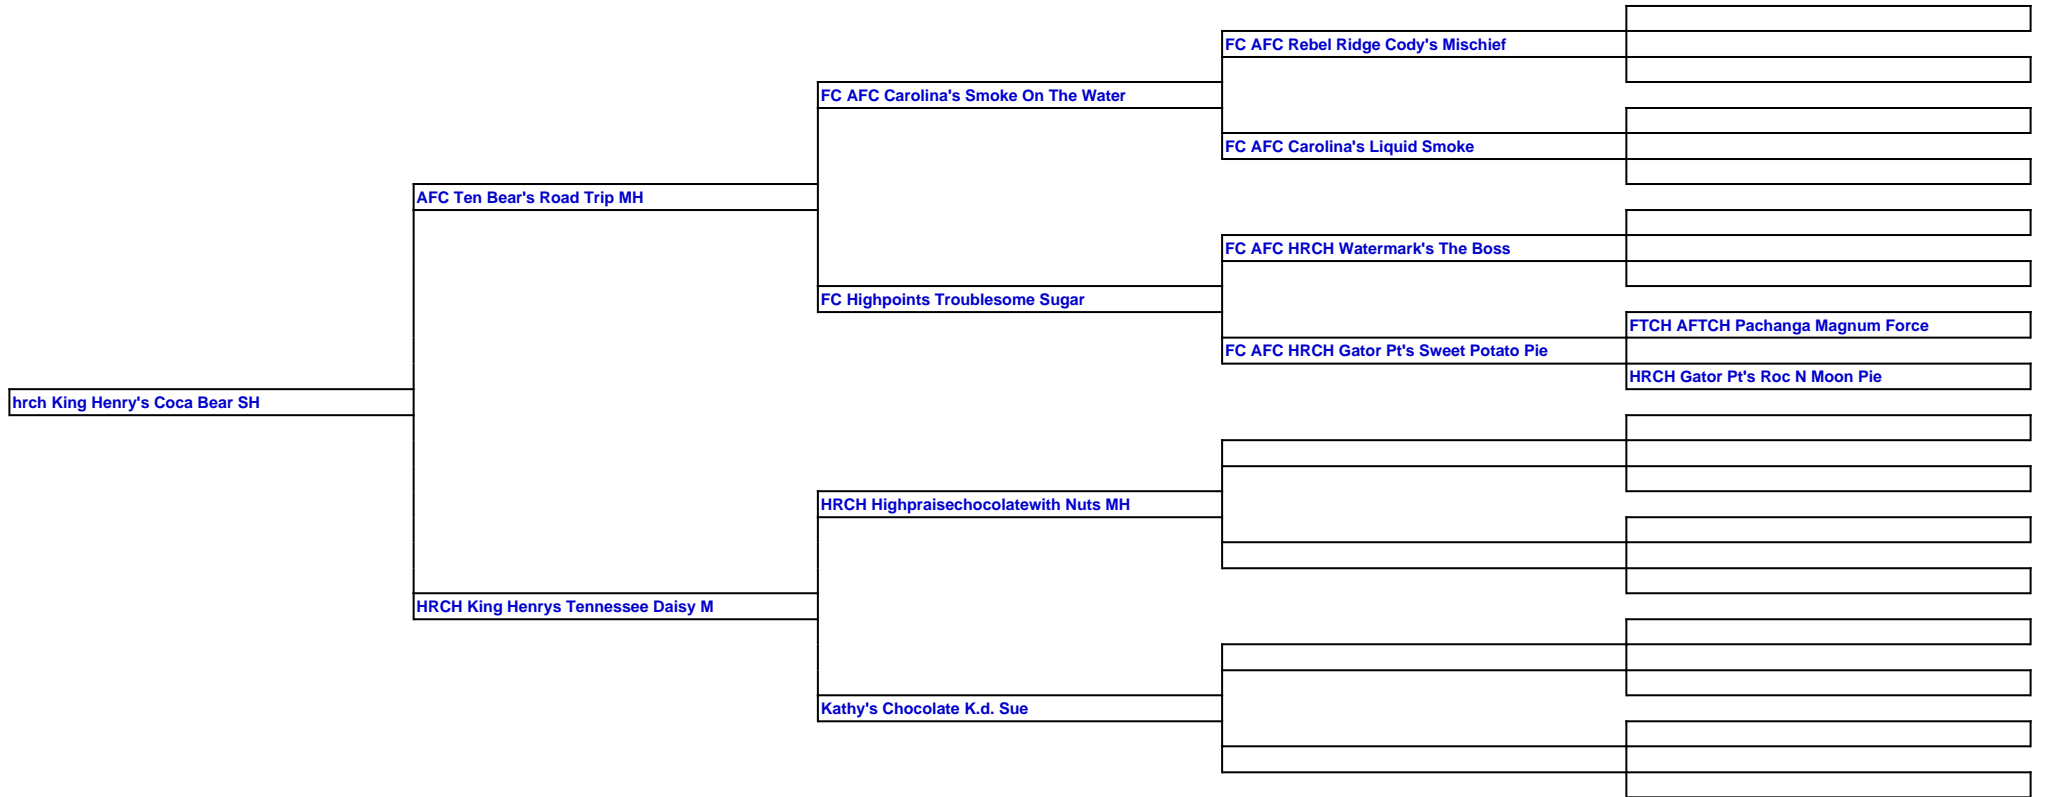 FC AFC Rebel Ridge Cody's Mischief
FC AFC Carolina's Smoke On The Water
FC AFC Carolina's Liquid Smoke
AFC Ten Bear's Road Trip MH
FC AFC HRCH Watermark's The Boss
FC Highpoints Troublesome Sugar
FTCH AFTCH Pachanga Magnum Force
FC AFC HRCH Gator Pt's Sweet Potato Pie
HRCH Gator Pt's Roc N Moon Pie
hrch King Henry's Coca Bear SH
HRCH Highpraisechocolatewith Nuts MH
HRCH King Henrys Tennessee Daisy M
Kathy's Chocolate K.d. Sue